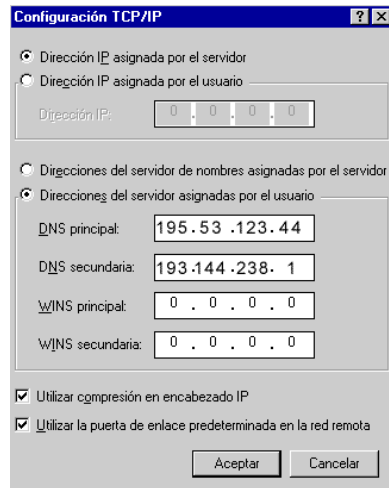 Configuración TCP/IP
Dirección IP asignada por el servidor
Dirección IP asignada por el usuario
Dirección IP: 0 . 0 . 0 . 0
Direcciones del servidor de nombres asignadas por el servidor
Direcciones del servidor asignadas por el usuario
DNS principal: 195.53.123.44
DNS secundaria: 193.144.238.1
WINS principal: 0 . 0 . 0 . 0
WINS secundaria: 0 . 0 . 0 . 0
Utilizar compresión en encabezado IP
Utilizar la puerta de enlace predeterminada en la red remota
Aceptar Cancelar